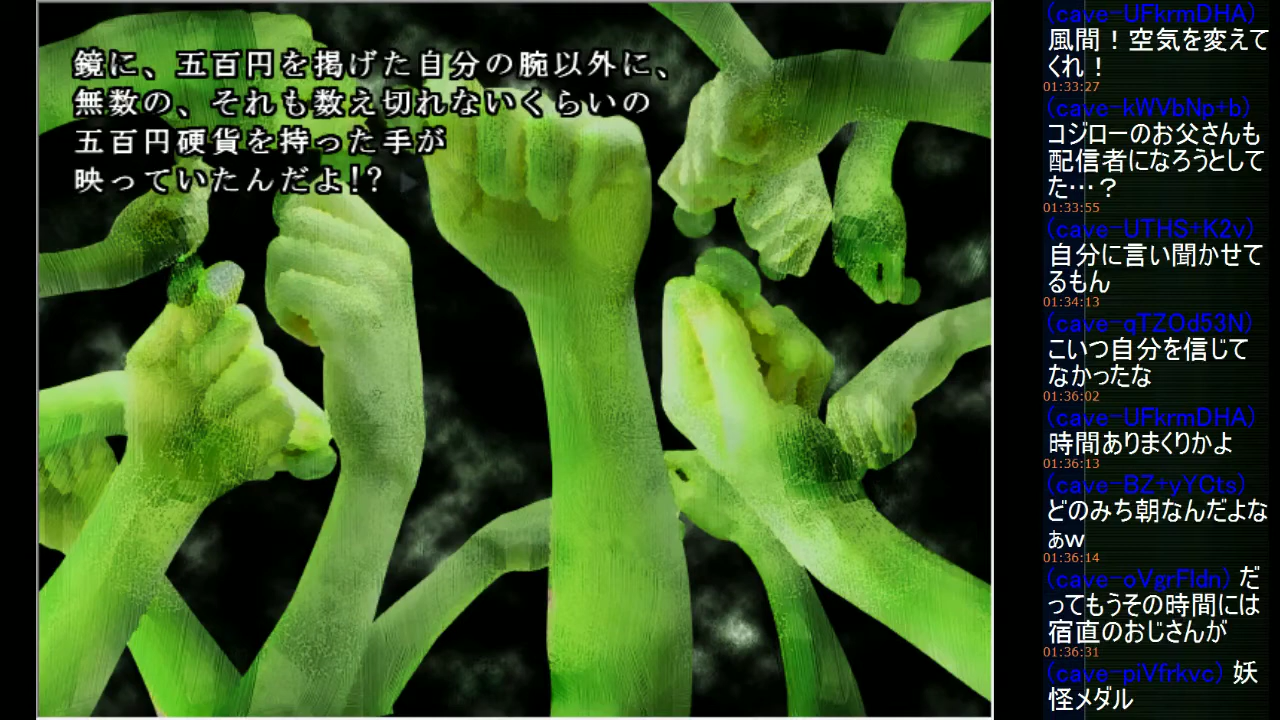 鏡に、五百円を掲げた自分の腕以外に、
無数の、それも数え切れないくらいの
五百円硬貨を持った手が
映っていたんだよ!?
(cave-UFkrmDHA)
風間！空気を変えて
くれ！
01:33:27
(cave-kWVbNp+b)
コジローのお父さんも
配信者になろうとして
た…？
01:33:55
(cave-UTHS+K2v)
自分に言い聞かせて
るもん
01:34:13
(cave-qTZOd53N)
こいつ自分を信じて
なかったな
01:36:02
(cave-UFkrmDHA)
時間ありまくりかよ
01:36:13
(cave-BZ+yYCts)
どのみち朝なんだよな
ぁw
01:36:14
(cave-oVgrFldn) だ
ってもうその時間には
宿直のおじさんが
01:36:31
(cave-piVfrkvc) 妖
怪メダル